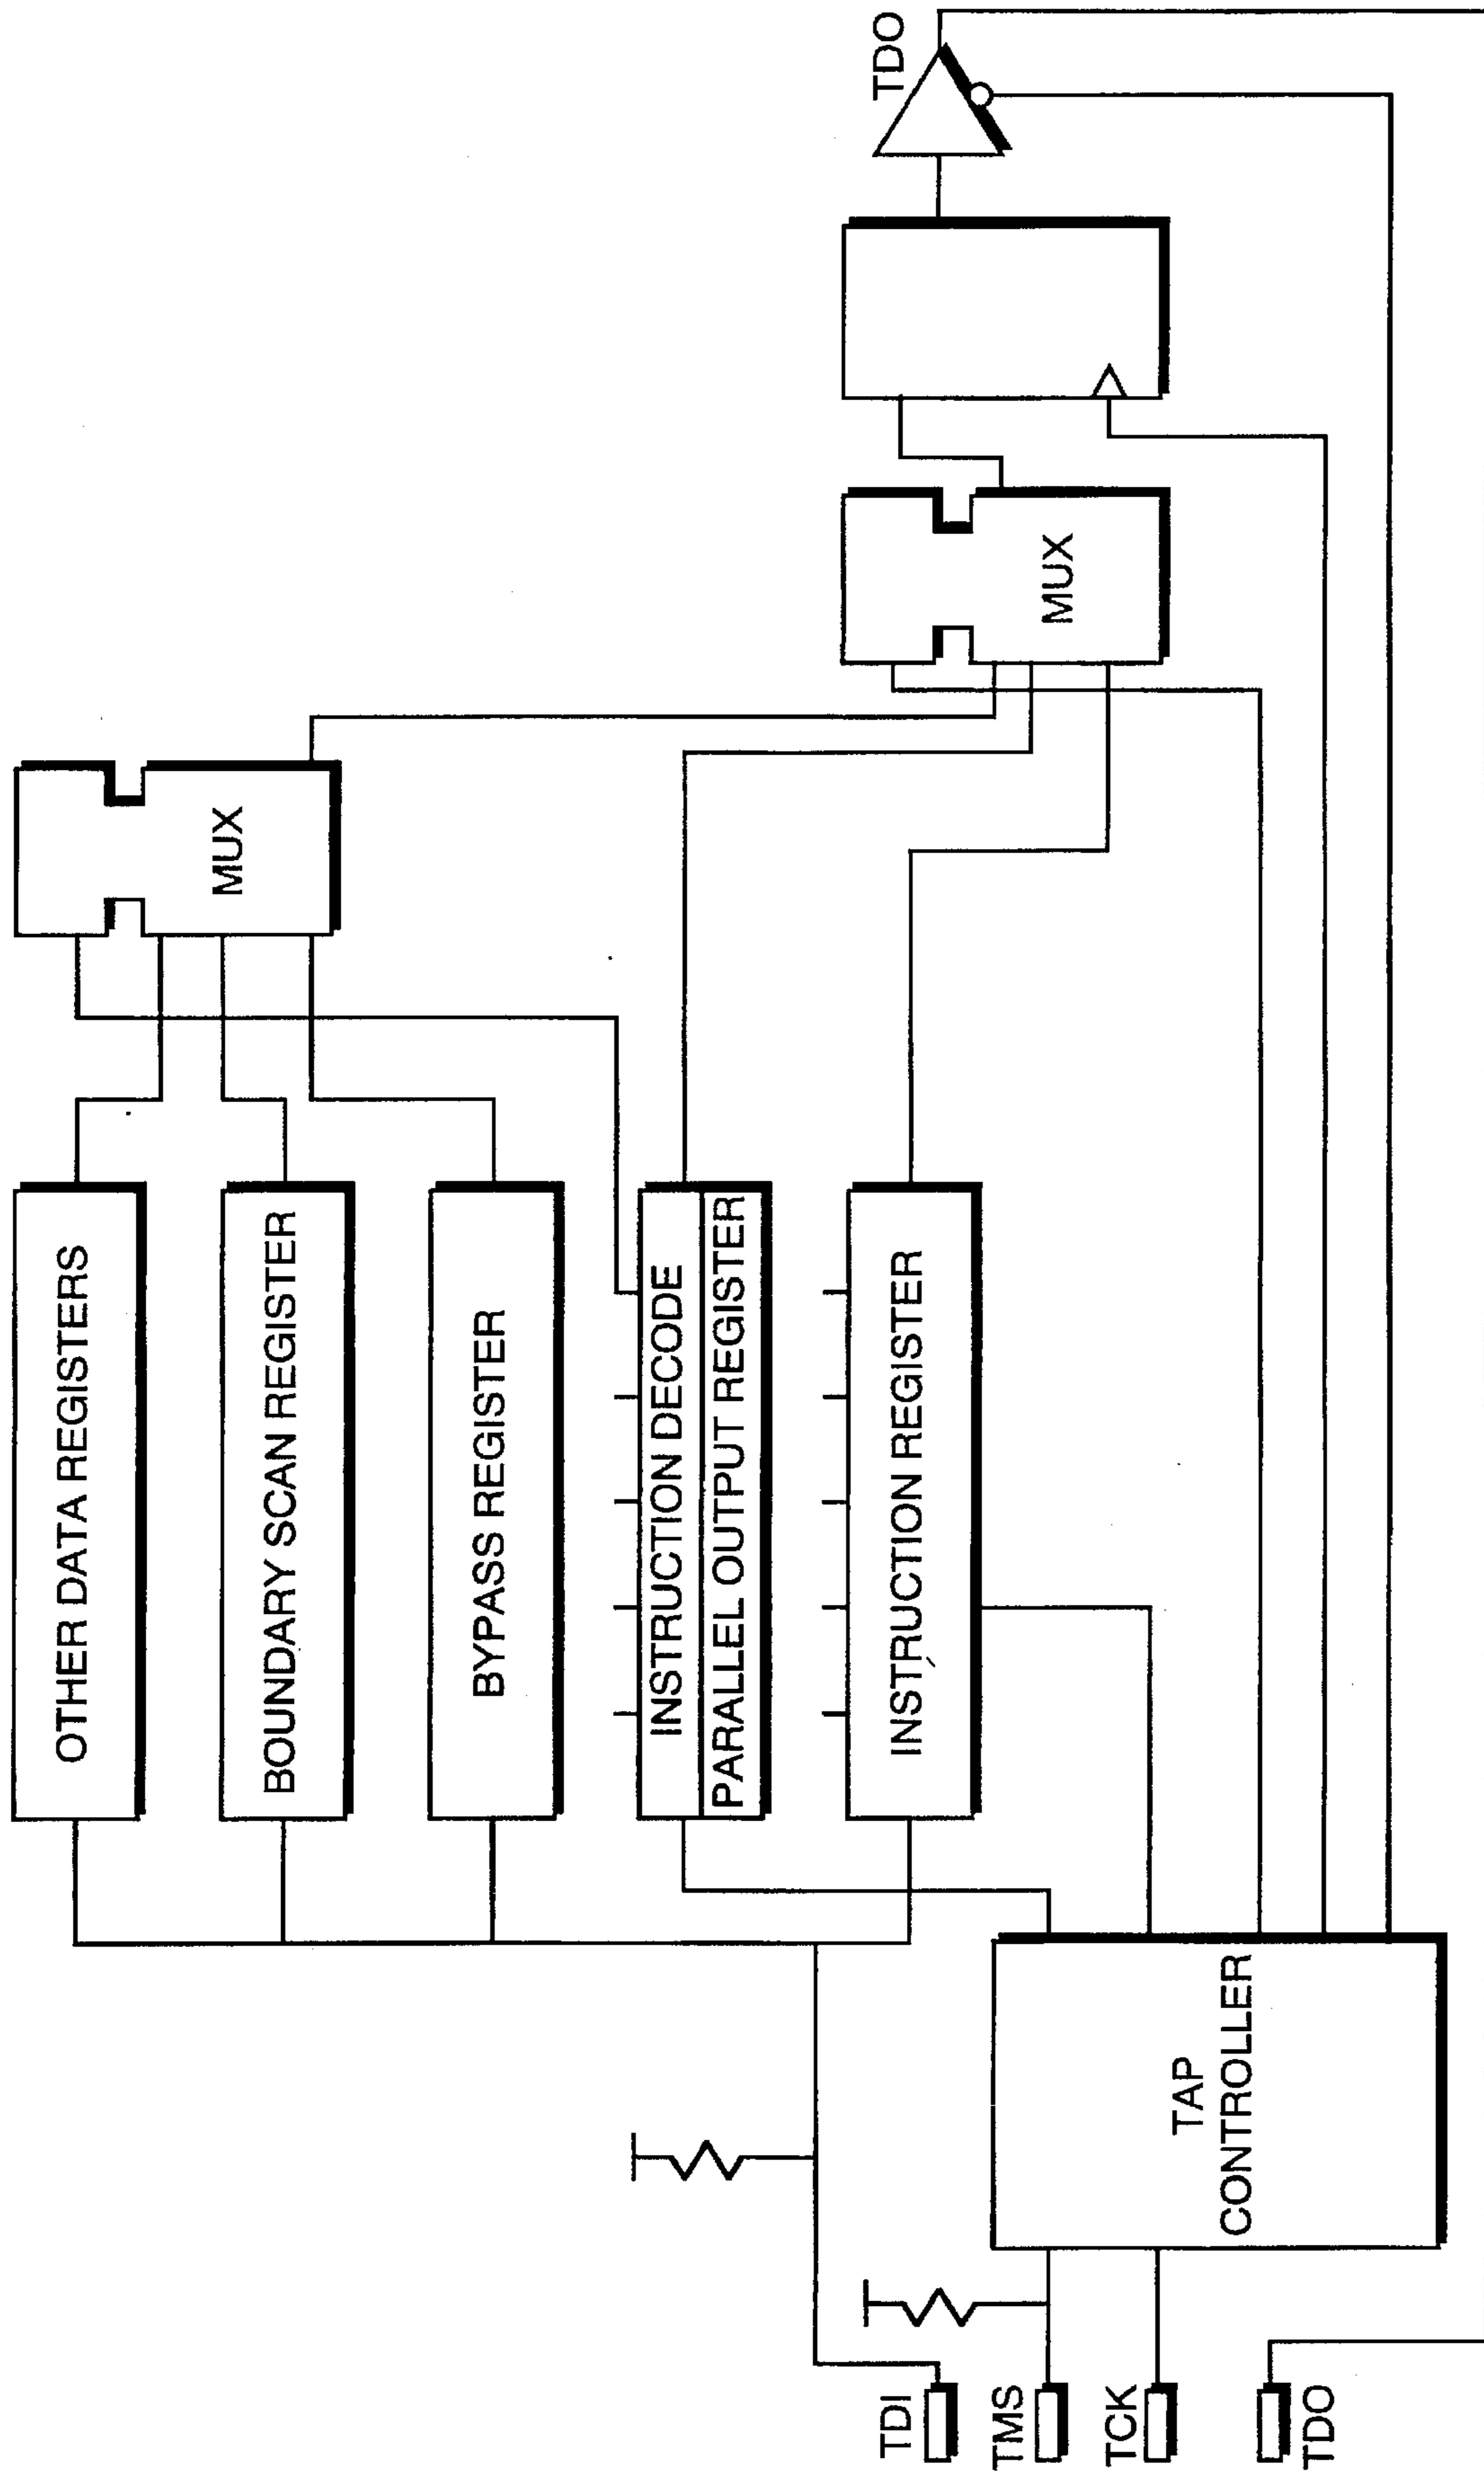 OTHER DATA REGISTERS
BOUNDARY SCAN REGISTER
BYPASS REGISTER
INSTRUCTION DECODE
PARALLEL OUTPUT REGISTER
INSTRUCTION REGISTER
MUX
MUX
TDO
TDI
TMS
TCK
TDO
TAP
CONTROLLER